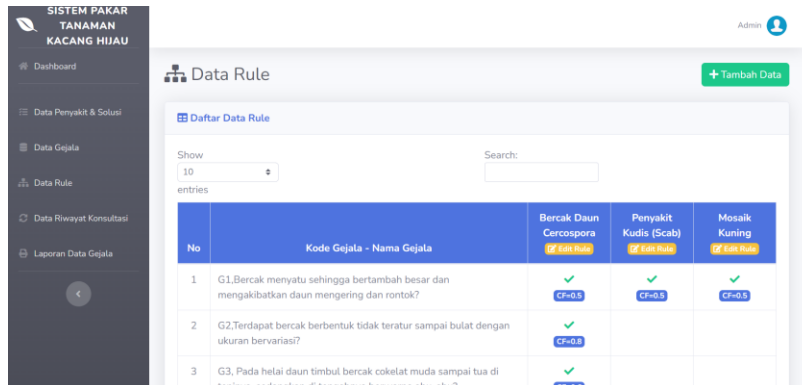 SISTEM PAKAR
TANAMAN
KACANG HIJAU
Admin
Dashboard
Data Penyakit & Solusi
Data Gejala
Data Rule
Data Riwayat Konsultasi
Laporan Data Gejala
Data Rule
+ Tambah Data
Daftar Data Rule
Show
10
entries
Search:
No
Kode Gejala - Nama Gejala
Bercak Daun
Cercospora
Edit Rule
Penyakit
Kudis (Scab)
Edit Rule
Mosaik
Kuning
Edit Rule
1
G1,Bercak menyatu sehingga bertambah besar dan
mengakibatkan daun mengering dan rontok?
CF=0.5
CF=0.5
CF=0.5
2
G2,Terdapat bercak berbentuk tidak teratur sampai bulat dengan
ukuran bervariasi?
CF=0.8
3
G3, Pada helai daun timbul bercak cokelat muda sampai tua di